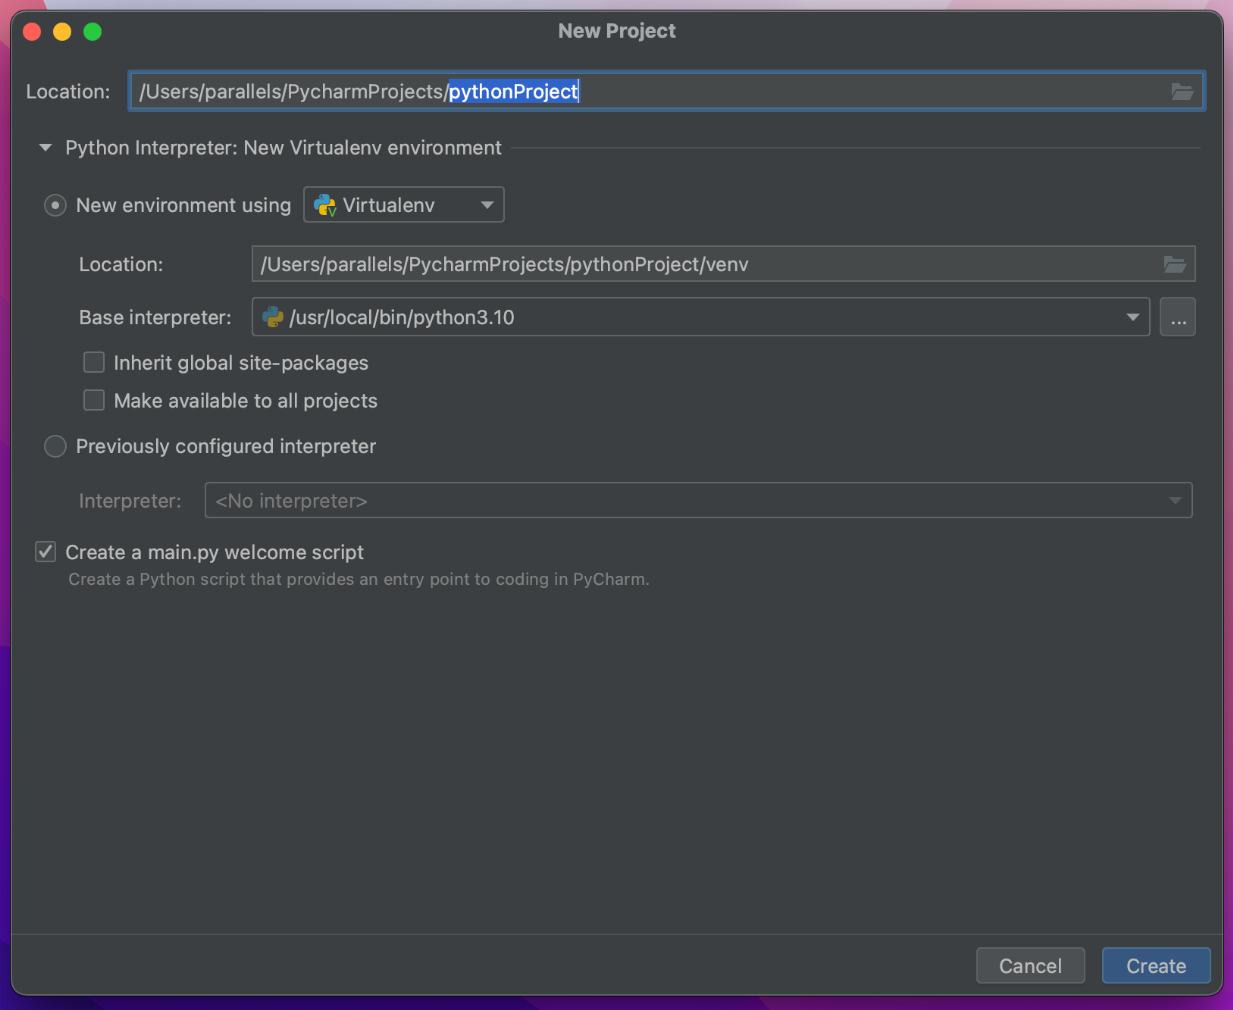 New Project
Location: /Users/parallels/PycharmProjects/pythonProject
Python Interpreter: New Virtualenv environment
New environment using Virtualenv
Location: /Users/parallels/PycharmProjects/pythonProject/venv
Base interpreter: /usr/local/bin/python3.10 ...
Inherit global site-packages
Make available to all projects
Previously configured interpreter
Interpreter: <No interpreter>
Create a main.py welcome script
Create a Python script that provides an entry point to coding in PyCharm.
Cancel Create